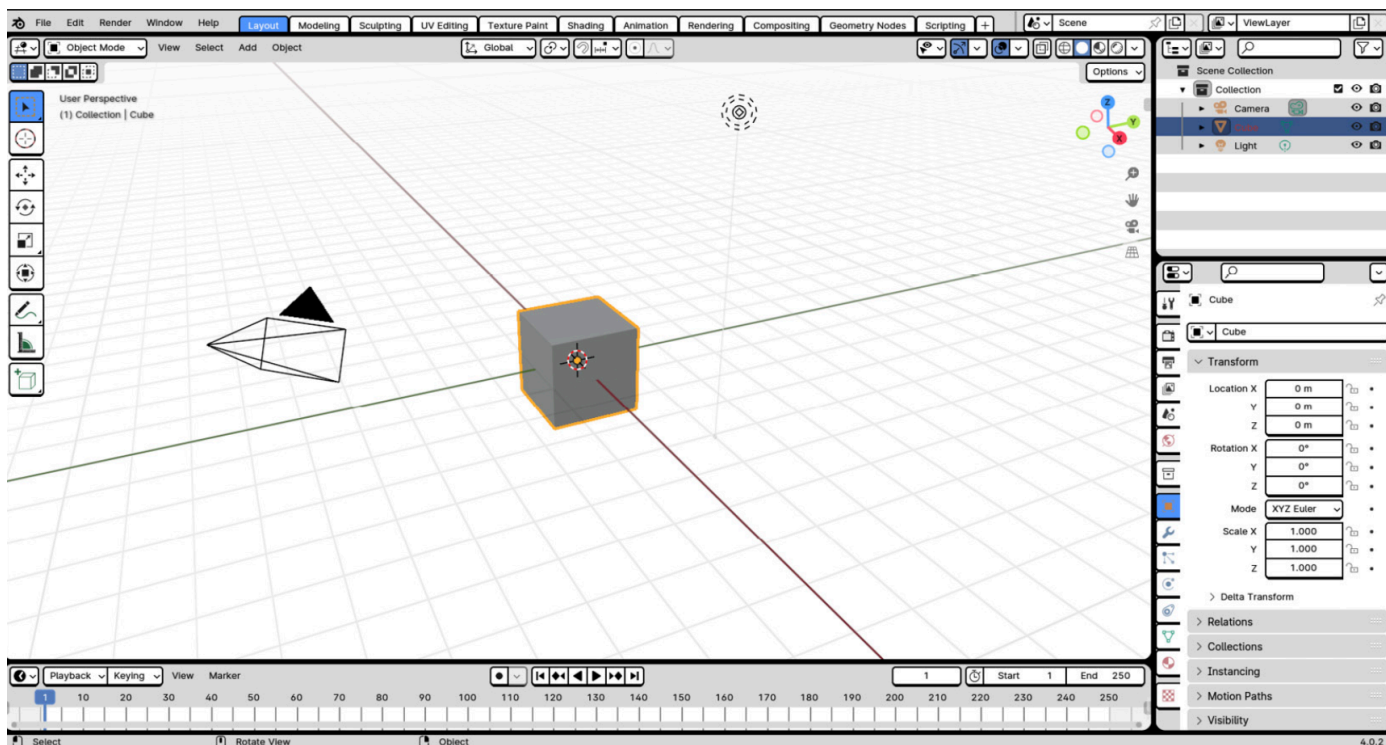 File Edit Render Window Help Layout Modeling Sculpting UV Editing Texture Paint Shading Animation Rendering Compositing Geometry Nodes Scripting + Scene ViewLayer
Object Mode View Select Add Object Global
Options
User Perspective
(1) Collection | Cube
Z
Y
X
Scene Collection
Collection
Camera
Cube
Light
Cube
Cube
Transform
Location X 0 m
Y 0 m
Z 0 m
Rotation X 0°
Y 0°
Z 0°
Mode XYZ Euler
Scale X 1.000
Y 1.000
Z 1.000
Delta Transform
Relations
Collections
Instancing
Motion Paths
Visibility
Playback Keying View Marker 1 Start 1 End 250
1 10 20 30 40 50 60 70 80 90 100 110 120 130 140 150 160 170 180 190 200 210 220 230 240 250
Select Rotate View Object 4.0.2